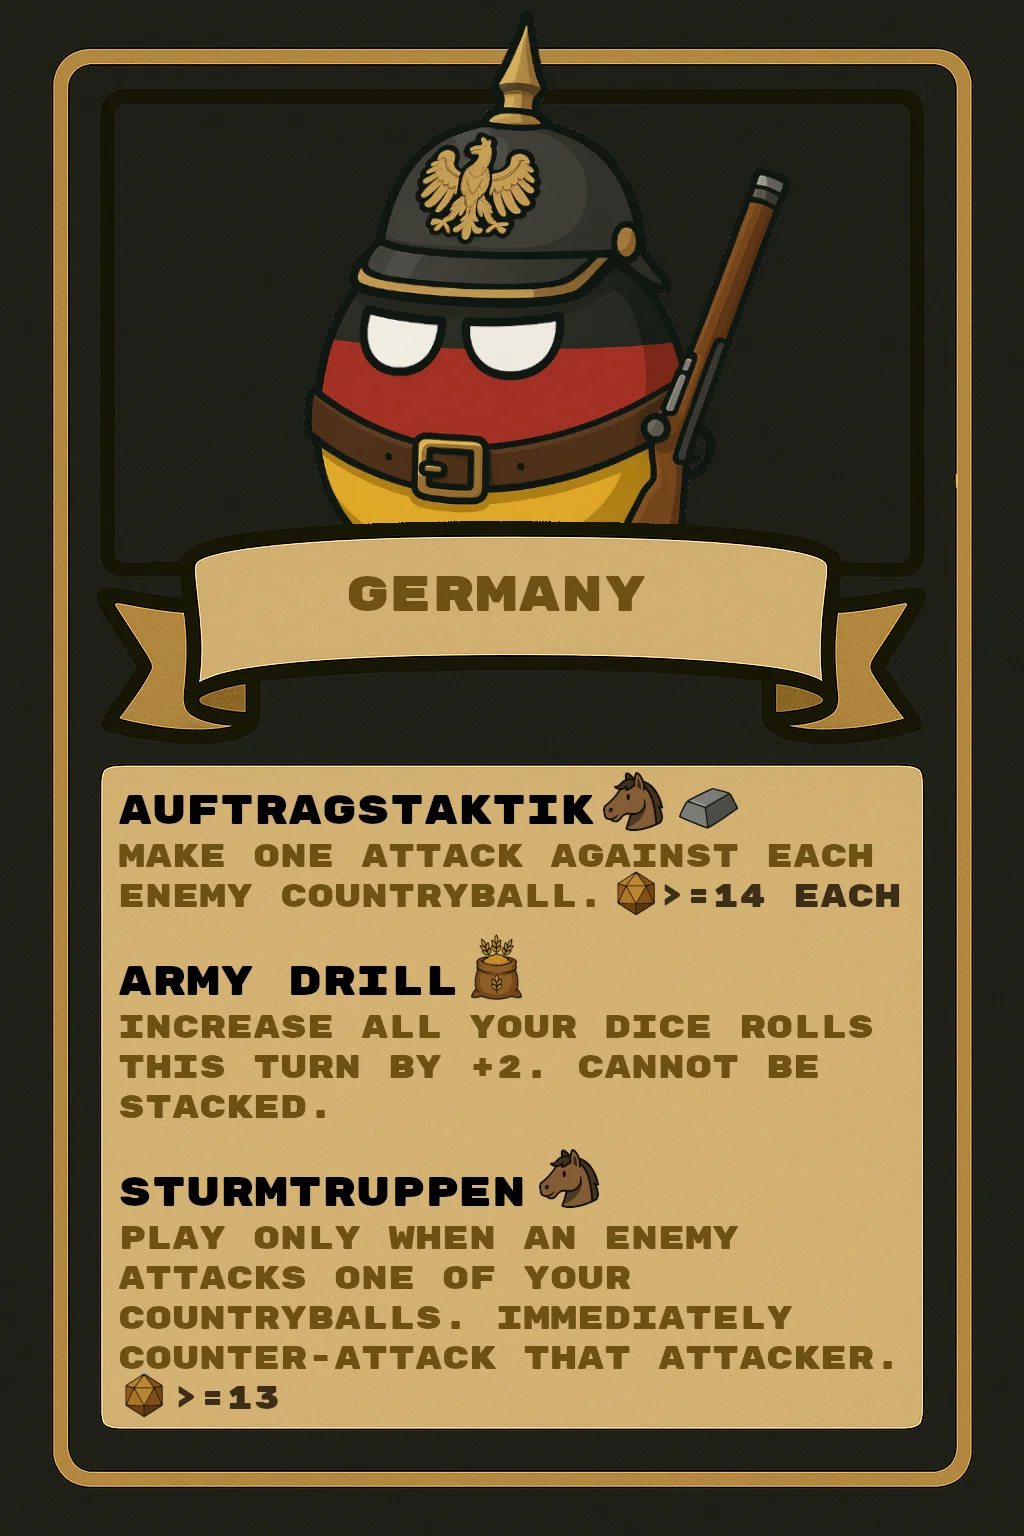 GERMANY
AUFTRAGSTAKTIK
MAKE ONE ATTACK AGAINST EACH
ENEMY COUNTRYBALL. >=14 EACH
ARMY DRILL
INCREASE ALL YOUR DICE ROLLS
THIS TURN BY +2. CANNOT BE
STACKED.
STURMTRUPPEN
PLAY ONLY WHEN AN ENEMY
ATTACKS ONE OF YOUR
COUNTRYBALLS. IMMEDIATELY
COUNTER-ATTACK THAT ATTACKER.
>=13